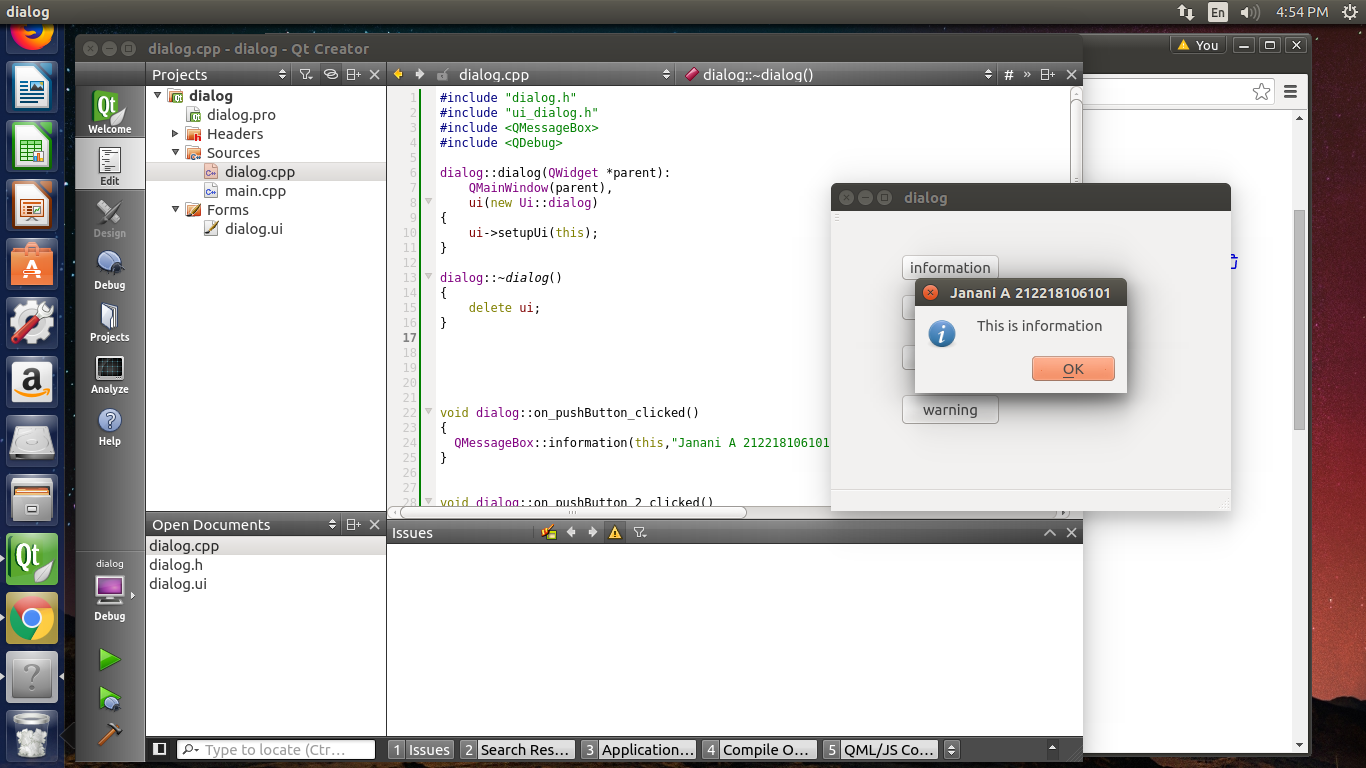 dialog
En
4:54 PM
dialog.cpp - dialog - Qt Creator
You
Projects
dialog.cpp
dialog::~dialog()
#
»
Qt
Welcome
Edit
Design
Debug
Projects
Analyze
Help
dialog
Debug
dialog
dialog.pro
Headers
Sources
dialog.cpp
main.cpp
Forms
dialog.ui
Open Documents
dialog.cpp
dialog.h
dialog.ui
1 #include "dialog.h"
2 #include "ui_dialog.h"
3 #include <QMessageBox>
4 #include <QDebug>
5
6 dialog::dialog(QWidget *parent):
7 QMainWindow(parent),
8 ui(new Ui::dialog)
9 {
10 ui->setupUi(this);
11 }
12
13 dialog::~dialog()
14 {
15 delete ui;
16 }
17
18
19
20
21
22 void dialog::on_pushButton_clicked()
23 {
24 QMessageBox::information(this,"Janani A 212218106101
25 }
26
27
28 void dialog::on_pushButton_2_clicked()
dialog
information
Janani A 212218106101
This is information
OK
warning
Issues
Type to locate (Ctr...
1 Issues
2 Search Res...
3 Application...
4 Compile O...
5 QML/JS Co...
Qt
a
?